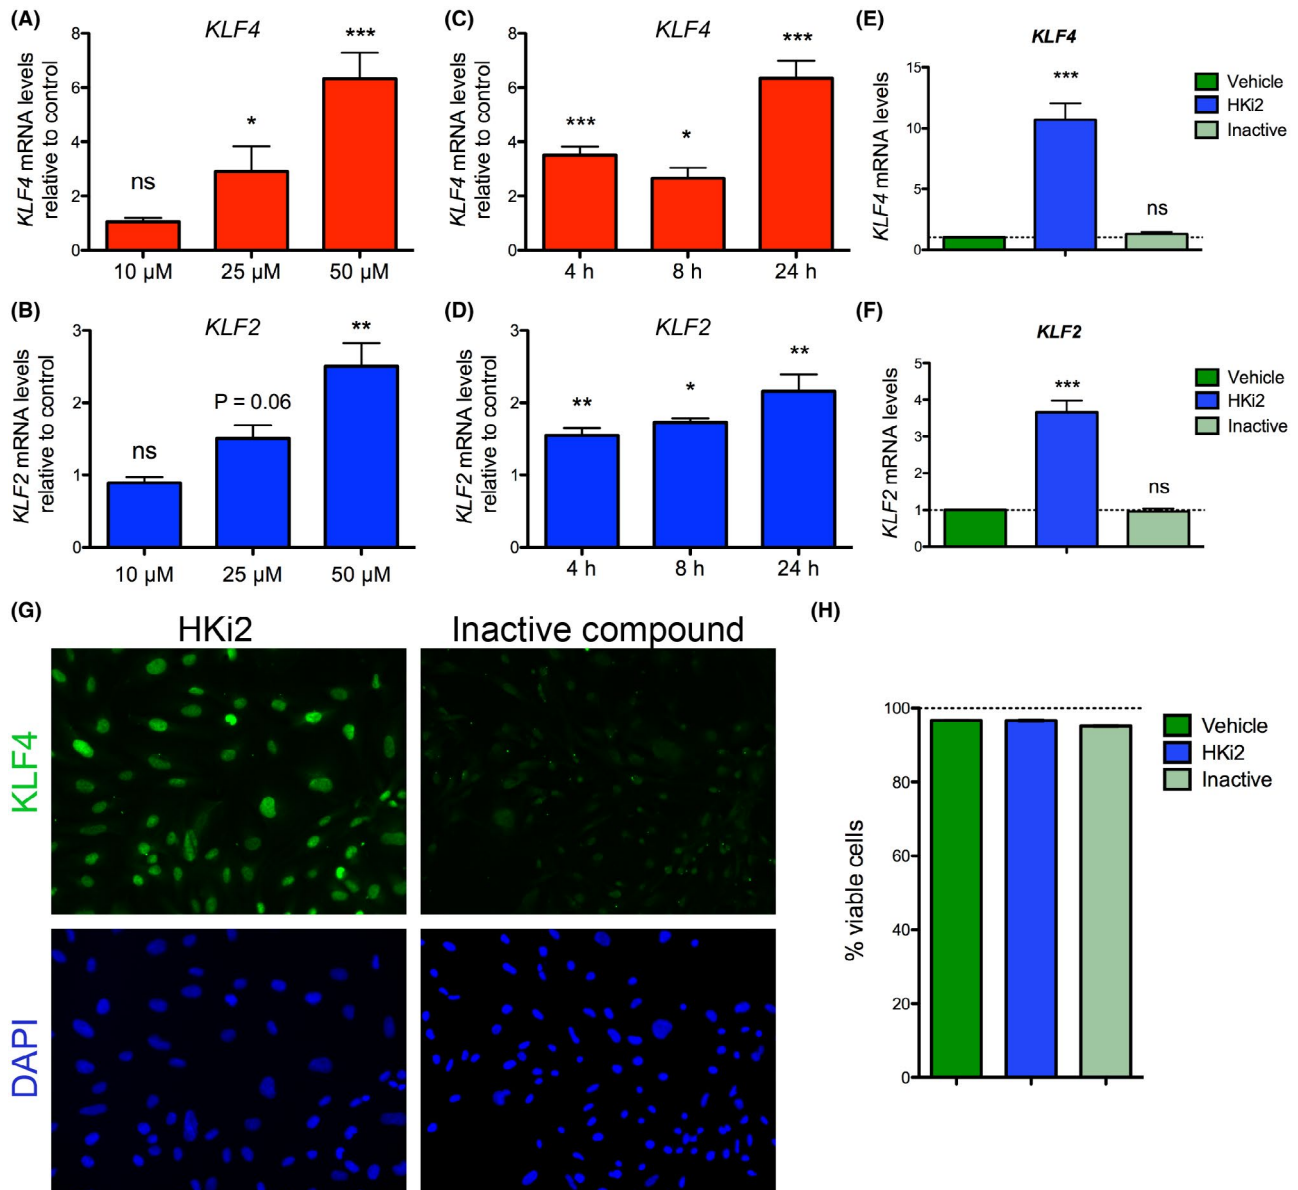 (A)
KLF4
KLF4 mRNA levels
relative to control
8
6
4
2
0
ns
*
***
10 µM
25 µM
50 µM
(C)
KLF4
KLF4 mRNA levels
relative to control
8
6
4
2
0
***
*
***
4 h
8 h
24 h
(E)
KLF4
KLF4 mRNA levels
15
10
5
0
***
ns
Vehicle
HKi2
Inactive
(B)
KLF2
KLF2 mRNA levels
relative to control
3
2
1
0
ns
P = 0.06
**
10 µM
25 µM
50 µM
(D)
KLF2
KLF2 mRNA levels
relative to control
3
2
1
0
**
*
**
4 h
8 h
24 h
(F)
KLF2
KLF2 mRNA levels
5
4
3
2
1
0
***
ns
Vehicle
HKi2
Inactive
(G)
HKi2
Inactive compound
KLF4
DAPI
(H)
% viable cells
100
80
60
40
20
0
Vehicle
HKi2
Inactive